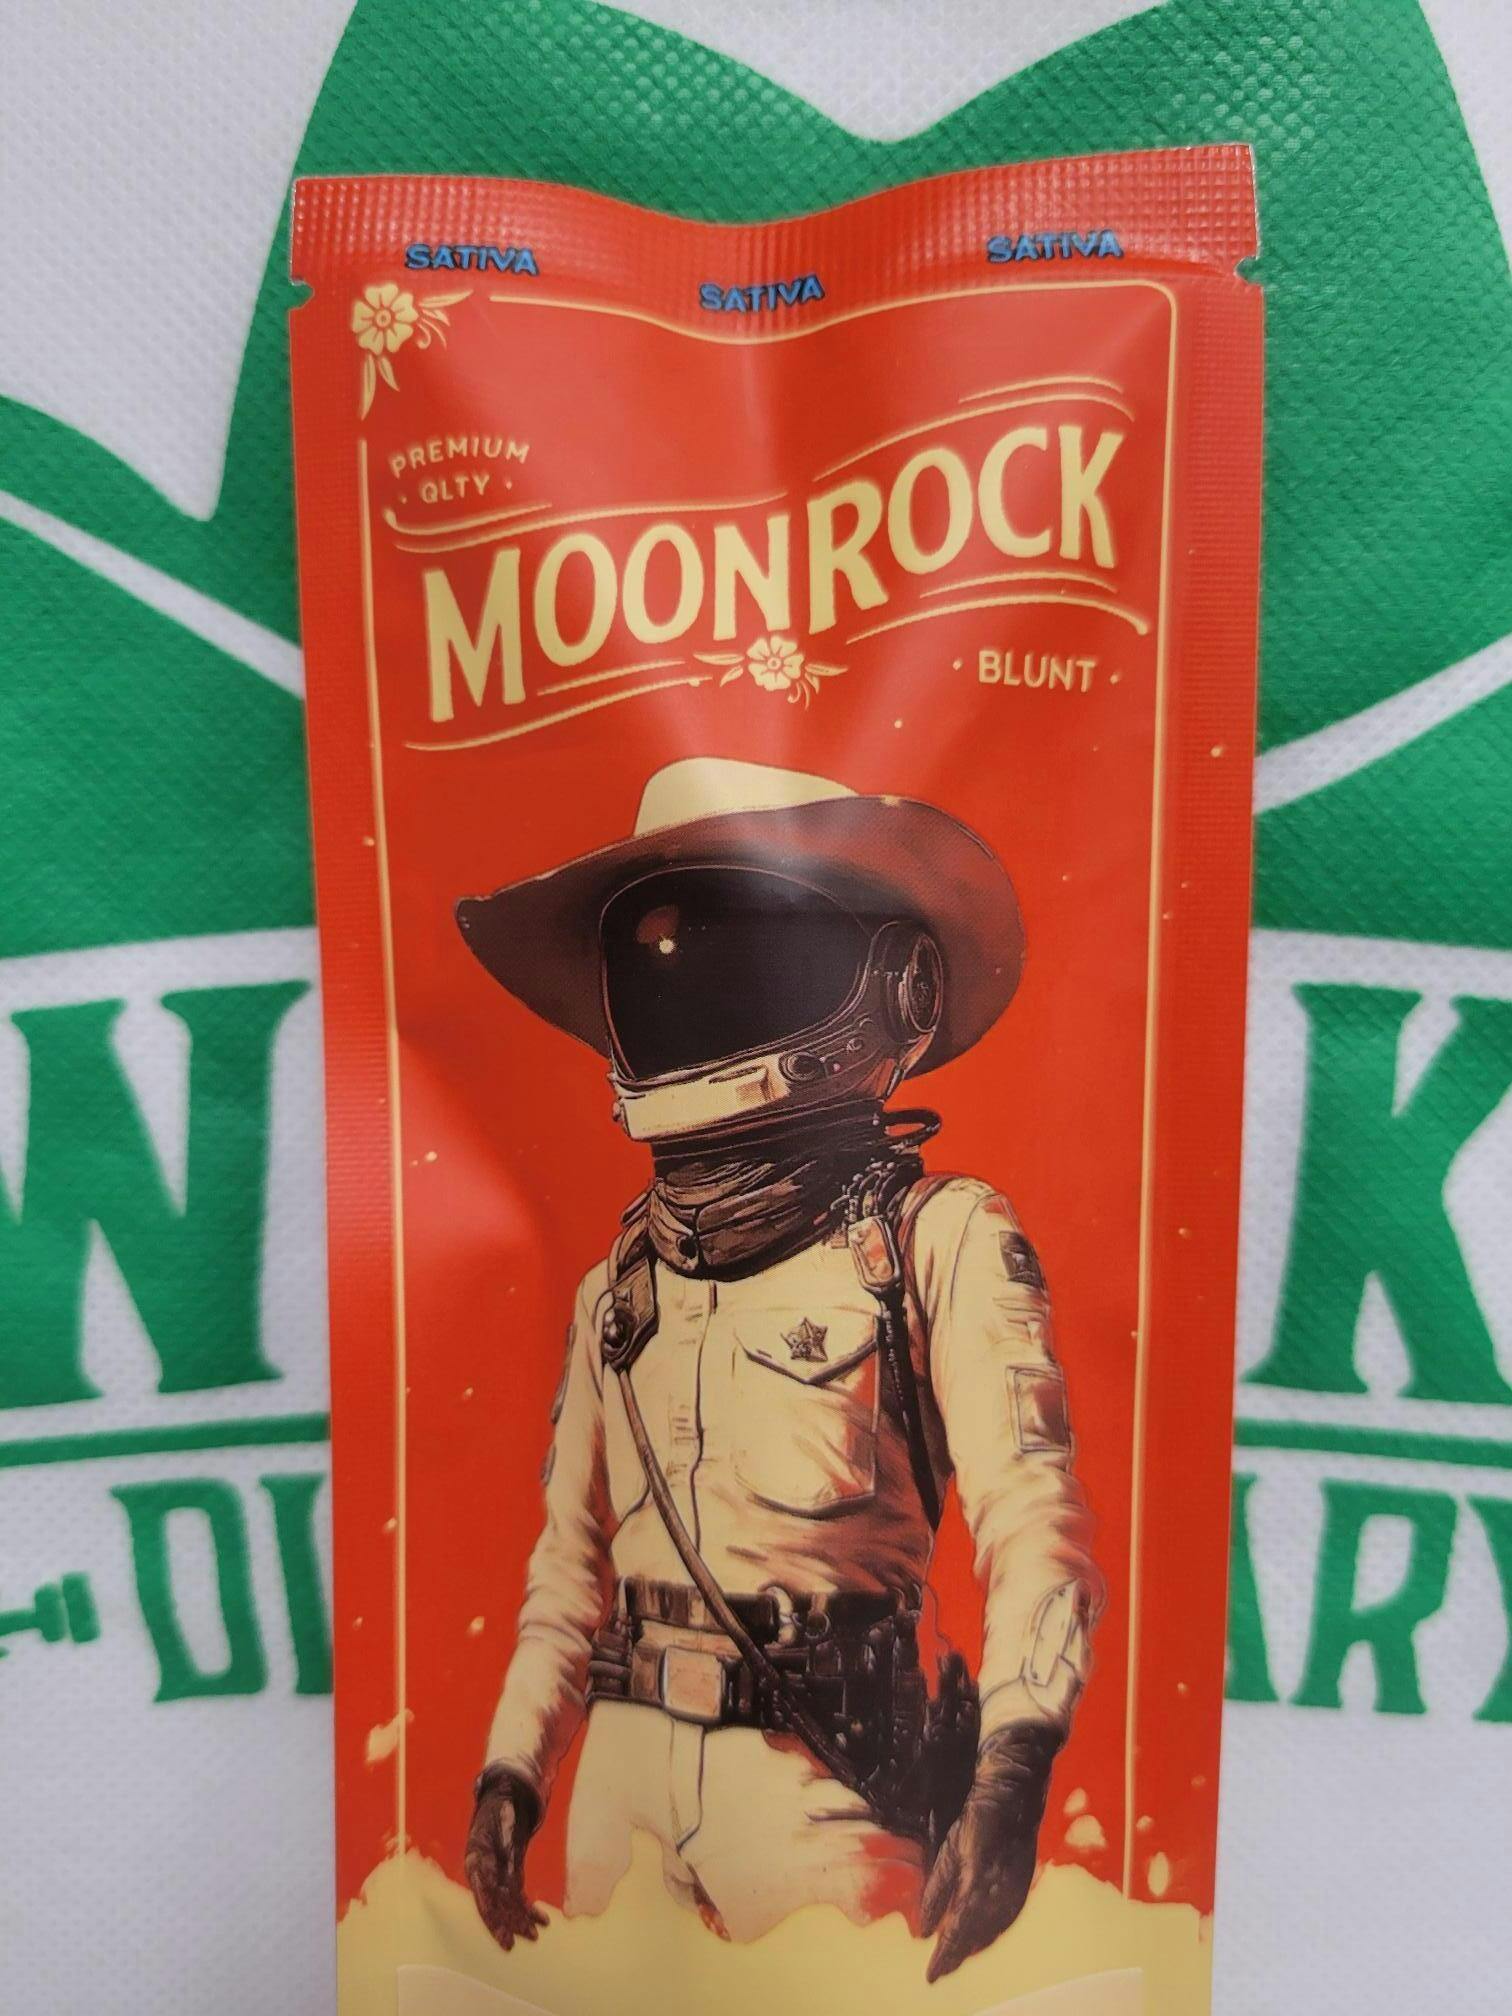 SATIVA
SATIVA
SATIVA
PREMIUM
· QLTY ·
MOONROCK
· BLUNT ·